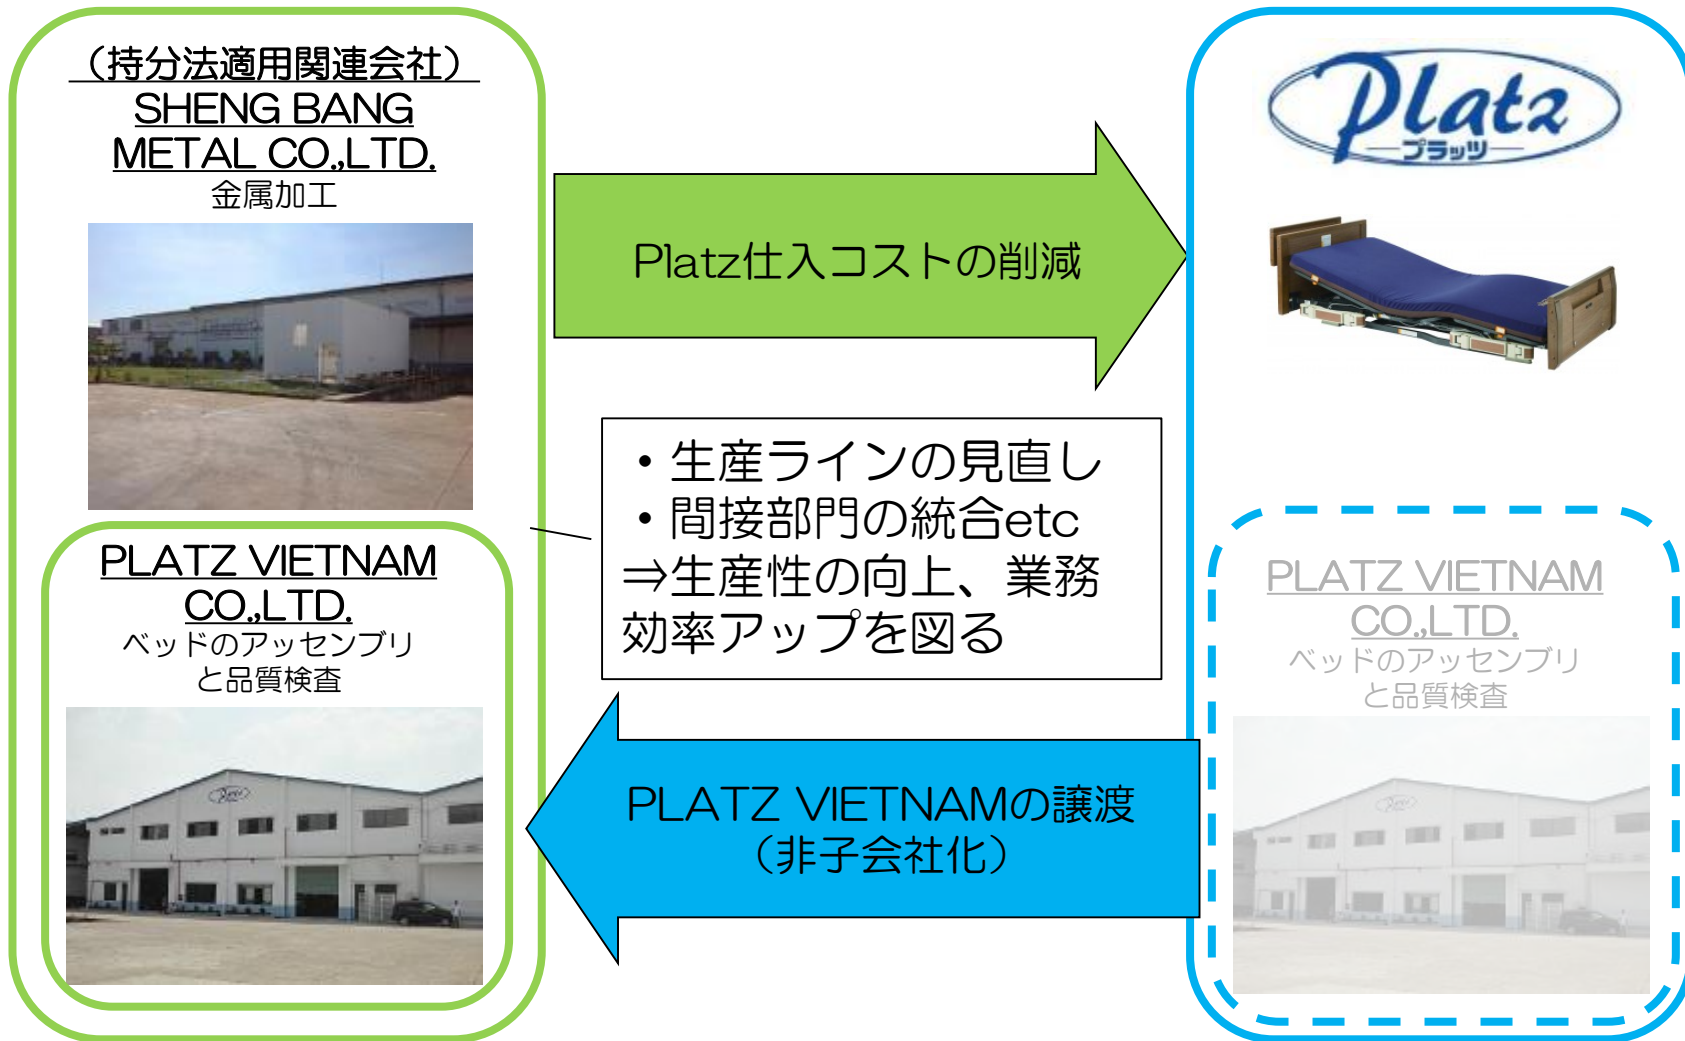 （持分法適用関連会社）
SHENG BANG
METAL CO.,LTD.
金属加工
PLATZ VIETNAM
CO.,LTD.
ベッドのアッセンブリ
と品質検査
Platz仕入コストの削減
・生産ラインの見直し
・間接部門の統合etc
⇒生産性の向上、業務
効率アップを図る
PLATZ VIETNAMの譲渡
（非子会社化）
Platz
プラッツ
PLATZ VIETNAM
CO.,LTD.
ベッドのアッセンブリ
と品質検査
Platz
Platz